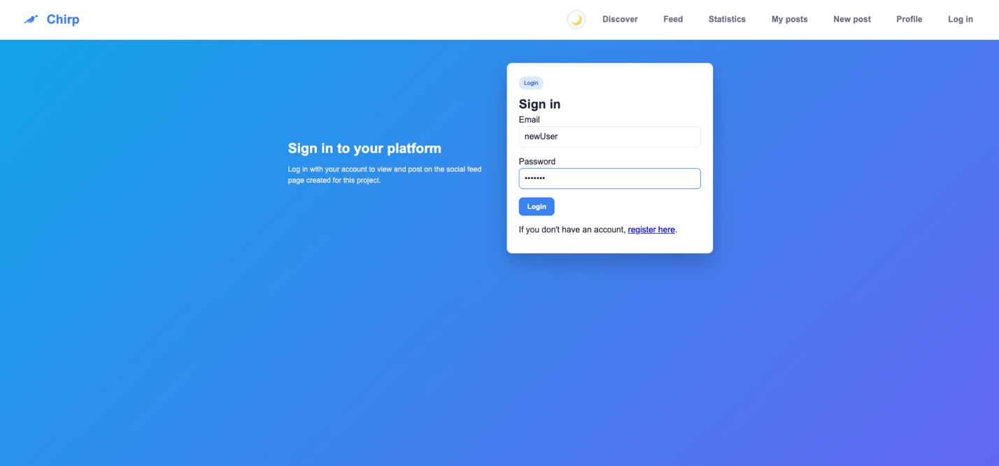 Chirp
Discover
Feed
Statistics
My posts
New post
Profile
Log in
Sign in to your platform
Log in with your account to view and post on the social feed
page created for this project.
Login
Sign in
Email
newUser
Password
•••••••
Login
If you don't have an account, register here.